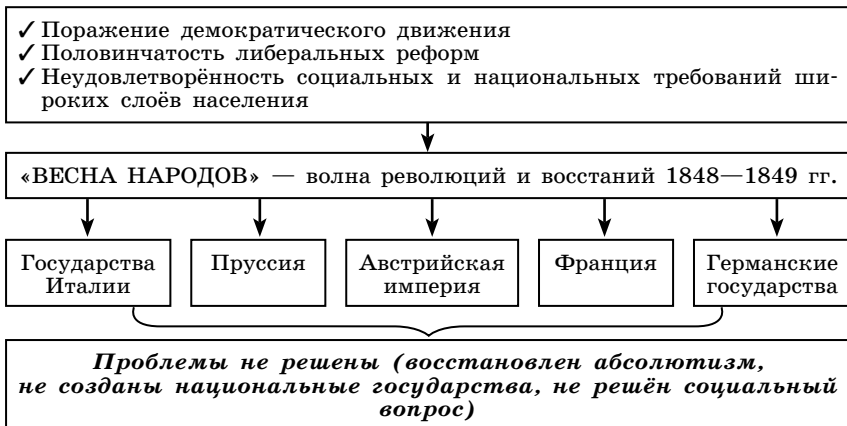 ✓ Поражение демократического движения
✓ Половинчатость либеральных реформ
✓ Неудовлетворённость социальных и национальных требований ши-
роких слоёв населения
«ВЕСНА НАРОДОВ» — волна революций и восстаний 1848—1849 гг.
Государства
Италии
Пруссия
Австрийская
империя
Франция
Германские
государства
Проблемы не решены (восстановлен абсолютизм,
не созданы национальные государства, не решён социальный
вопрос)